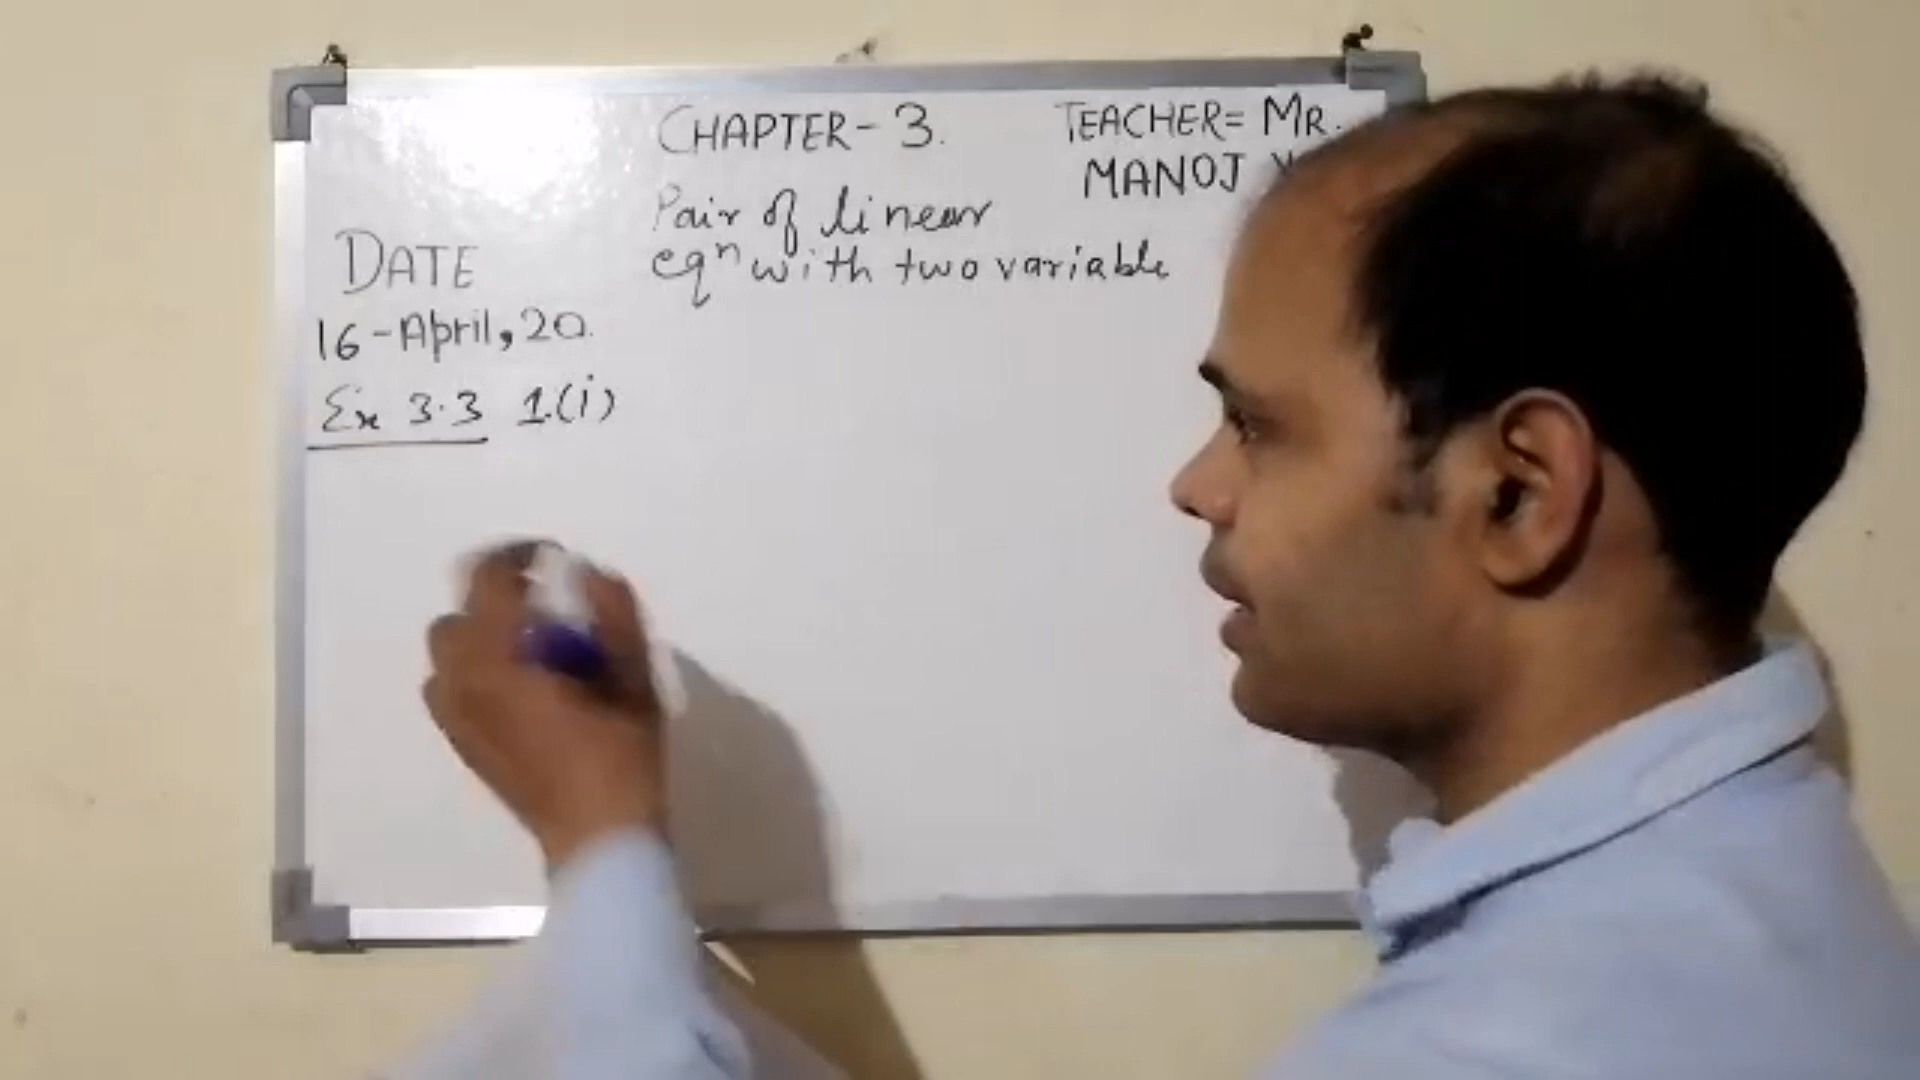 CHAPTER - 3.
TEACHER = MR.
MANOJ
Pair of linear
eqⁿ with two variable
DATE
16 - April, 20.
Ex 3.3 1.(i)